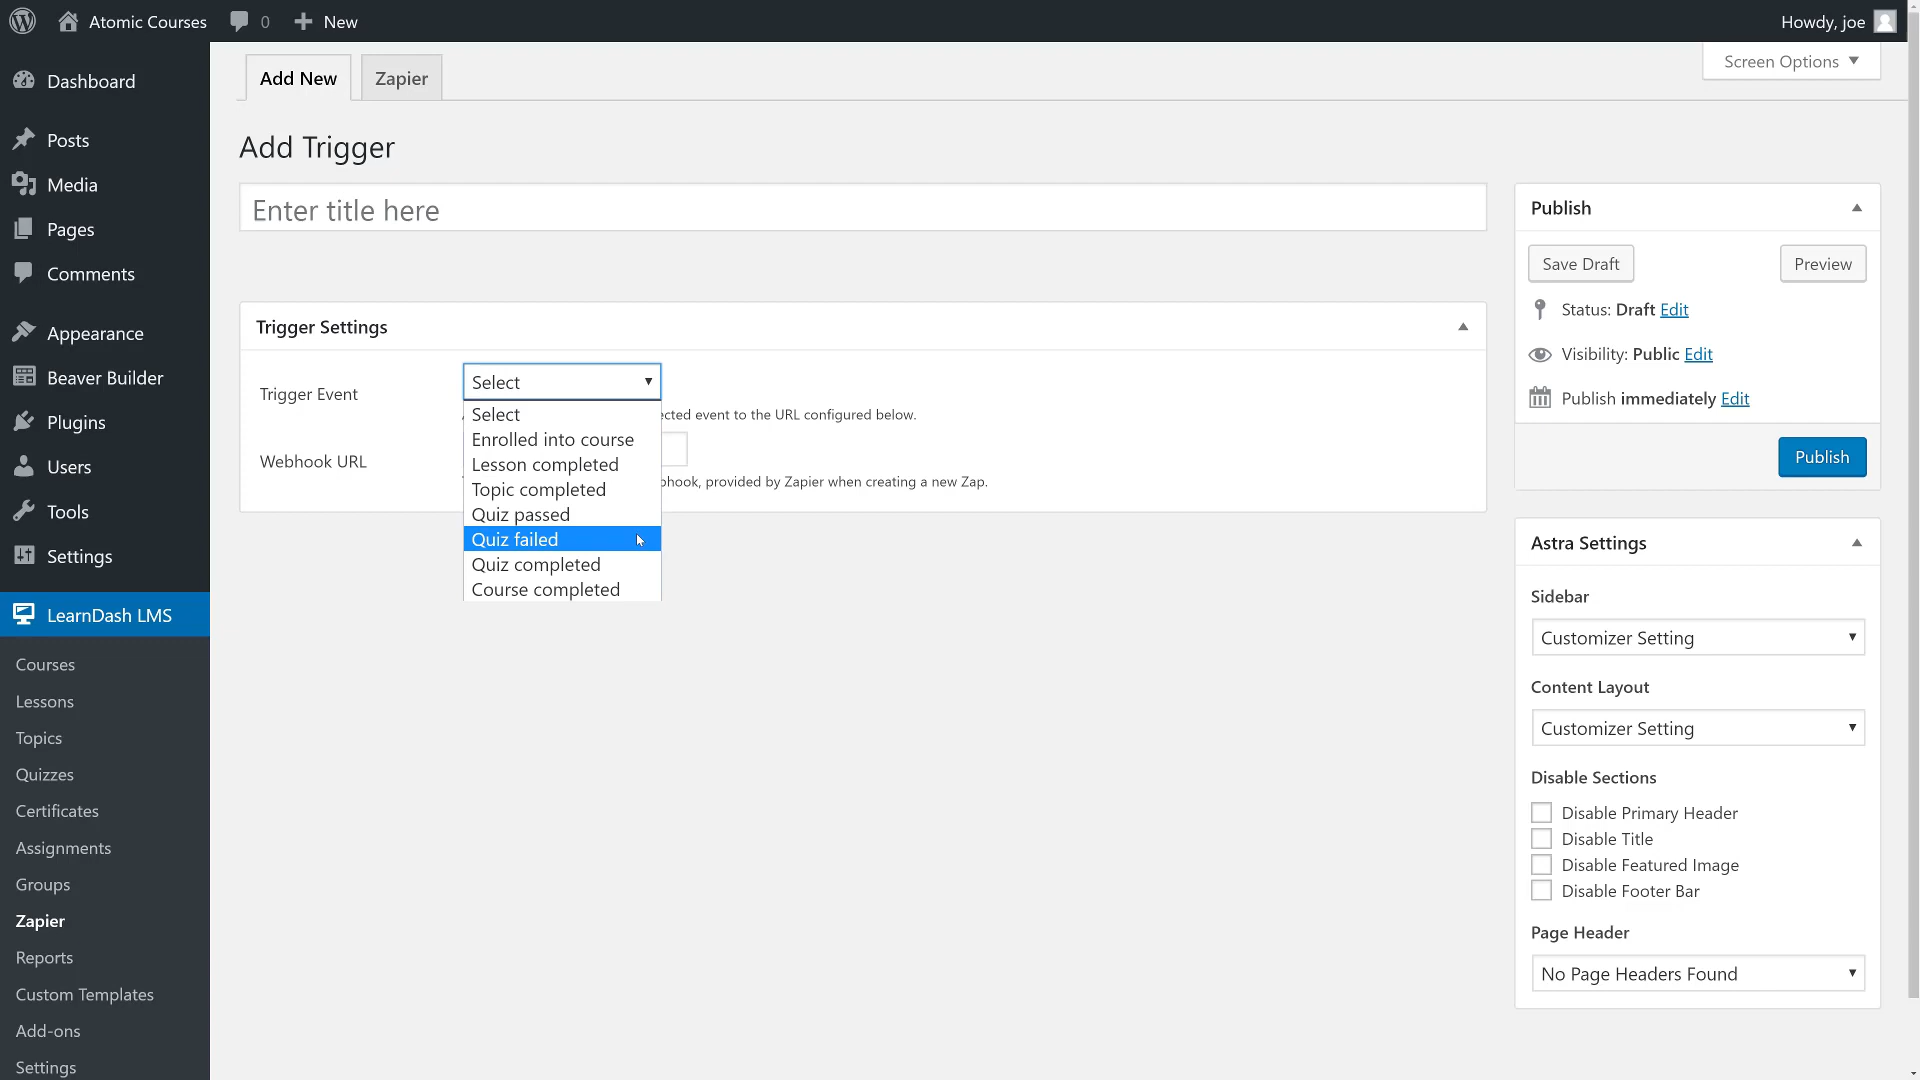 Atomic Courses 0 New Howdy, joe
Dashboard
Posts
Media
Pages
Comments
Appearance
Beaver Builder
Plugins
Users
Tools
Settings
LearnDash LMS
Courses
Lessons
Topics
Quizzes
Certificates
Assignments
Groups
Zapier
Reports
Custom Templates
Add-ons
Settings
Add New Zapier
Screen Options
Add Trigger
Enter title here
Trigger Settings
Trigger Event
Select
Select
Enrolled into course
Lesson completed
Topic completed
Quiz passed
Quiz failed
Quiz completed
Course completed
event to the URL configured below.
Webhook URL
provided by Zapier when creating a new Zap.
Publish
Save Draft Preview
Status: Draft Edit
Visibility: Public Edit
Publish immediately Edit
Publish
Astra Settings
Sidebar
Customizer Setting
Content Layout
Customizer Setting
Disable Sections
Disable Primary Header
Disable Title
Disable Featured Image
Disable Footer Bar
Page Header
No Page Headers Found